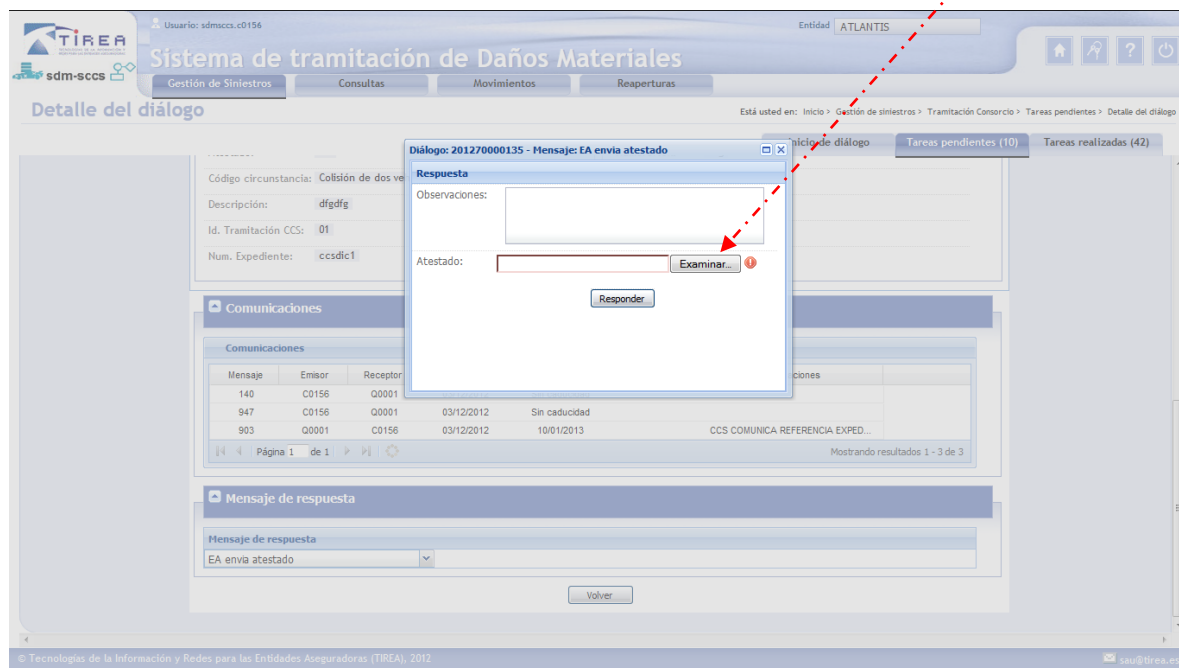 Usuario: sdmsccs.c0156
Entidad ATLANTIS
TIREA
sdm-sccs
Sistema de tramitación de Daños Materiales
Gestión de Siniestros Consultas Movimientos Reaperturas
Detalle del diálogo
Está usted en: Inicio > Gestión de siniestros > Tramitación Consorcio > Tareas pendientes > Detalle del diálogo
Inicio de diálogo Tareas pendientes (10) Tareas realizadas (42)
Diálogo: 201270000135 - Mensaje: EA envia atestado
Respuesta
Observaciones:
Atestado: Examinar...
Responder
Código circunstancia: Colisión de dos ve
Descripción: dfgdfg
Id. Tramitación CCS: 01
Num. Expediente: ccsdic1
Comunicaciones
Comunicaciones
Mensaje Emisor Receptor ciones
140 C0156 Q0001
947 C0156 Q0001 03/12/2012 Sin caducidad
903 Q0001 C0156 03/12/2012 10/01/2013 CCS COMUNICA REFERENCIA EXPED...
Página 1 de 1 Mostrando resultados 1 - 3 de 3
Mensaje de respuesta
Mensaje de respuesta
EA envia atestado
Volver
© Tecnologías de la Información y Redes para las Entidades Aseguradoras (TIREA), 2012
sau@tirea.es